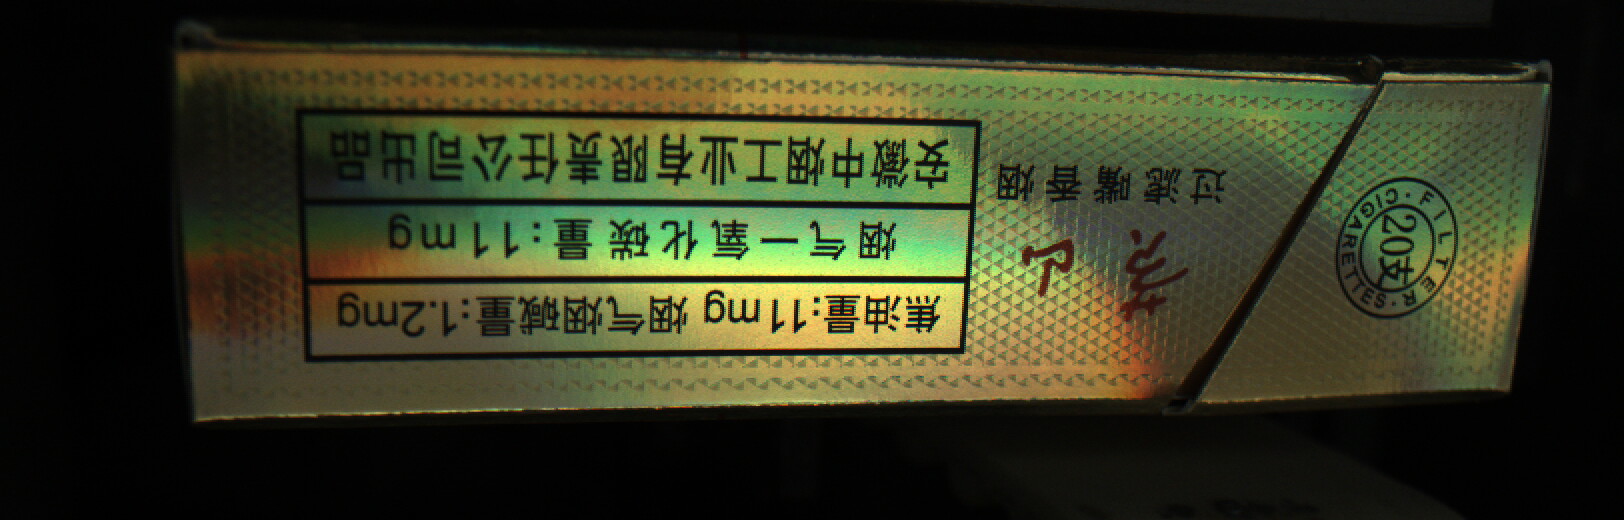 FILTER·CIGARETTES·
20支
过滤嘴香烟
焦油量:11mg 烟气烟碱量:1.2mg
烟气一氧化碳量:11mg
安徽中烟工业有限责任公司出品